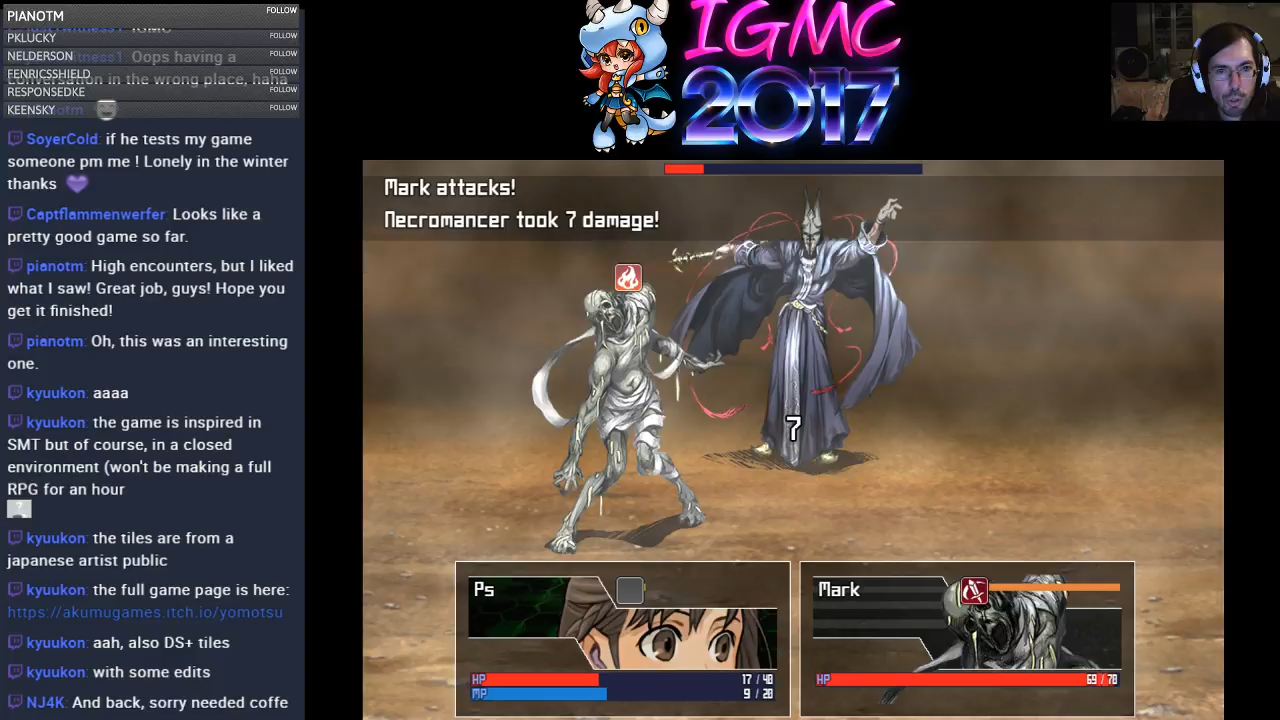 PIANOTM FOLLOW
PKLUCKY FOLLOW
NELDERSON FOLLOW
Oops having a
FENRICSSHIELD FOLLOW
conversation in the wrong place, haha
RESPONSEDKE FOLLOW
KEENSKY FOLLOW
SoyerCold: if he tests my game
someone pm me ! Lonely in the winter
thanks
Captflammenwerfer: Looks like a
pretty good game so far.
pianotm: High encounters, but I liked
what I saw! Great job, guys! Hope you
get it finished!
pianotm: Oh, this was an interesting
one.
kyuukon: aaaa
kyuukon: the game is inspired in
SMT but of course, in a closed
environment (won't be making a full
RPG for an hour
kyuukon: the tiles are from a
japanese artist public
kyuukon: the full game page is here:
https://akumugames.itch.io/yomotsu
kyuukon: aah, also DS+ tiles
kyuukon: with some edits
NJ4K: And back, sorry needed coffe
IGMC
2017
Mark attacks!
Necromancer took 7 damage!
7
Ps
HP 17/40
MP 9/20
Mark
HP 69/70